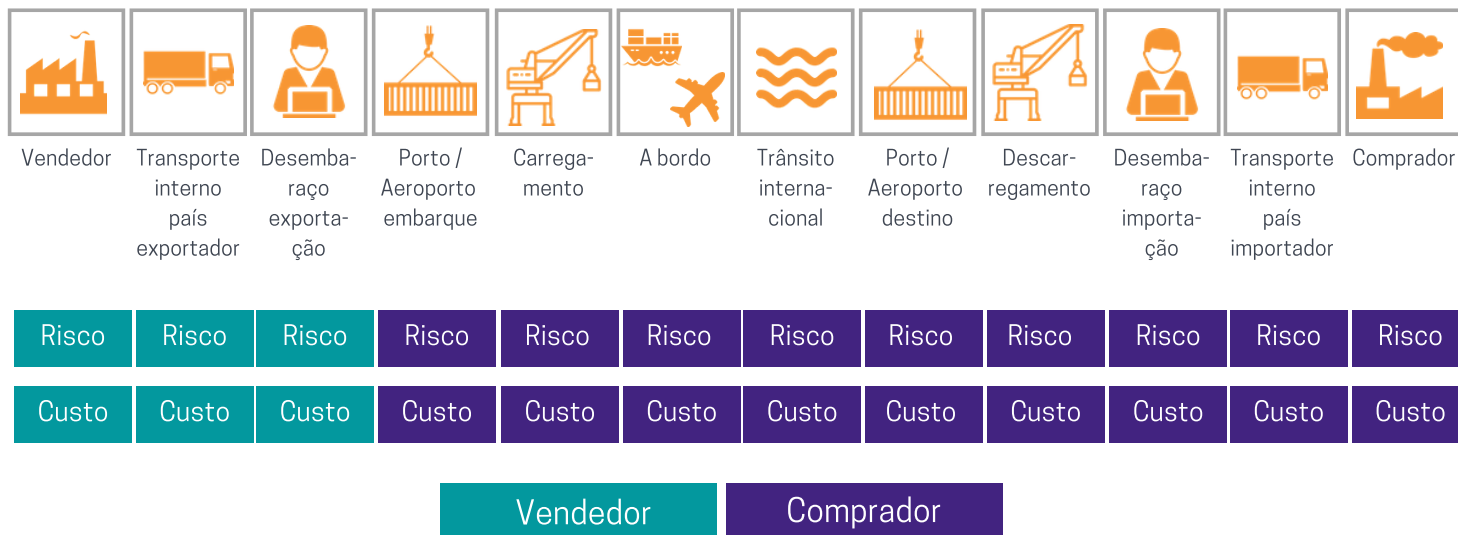 Vendedor
Transporte
interno
país
exportador
Desemba-
raço
exporta-
ção
Porto /
Aeroporto
embarque
Carrega-
mento
A bordo
Trânsito
interna-
cional
Porto /
Aeroporto
destino
Descar-
regamento
Desemba-
raço
importa-
ção
Transporte
interno
país
importador
Comprador
Risco Risco Risco Risco Risco Risco Risco Risco Risco Risco Risco Risco
Custo Custo Custo Custo Custo Custo Custo Custo Custo Custo Custo Custo
Vendedor Comprador